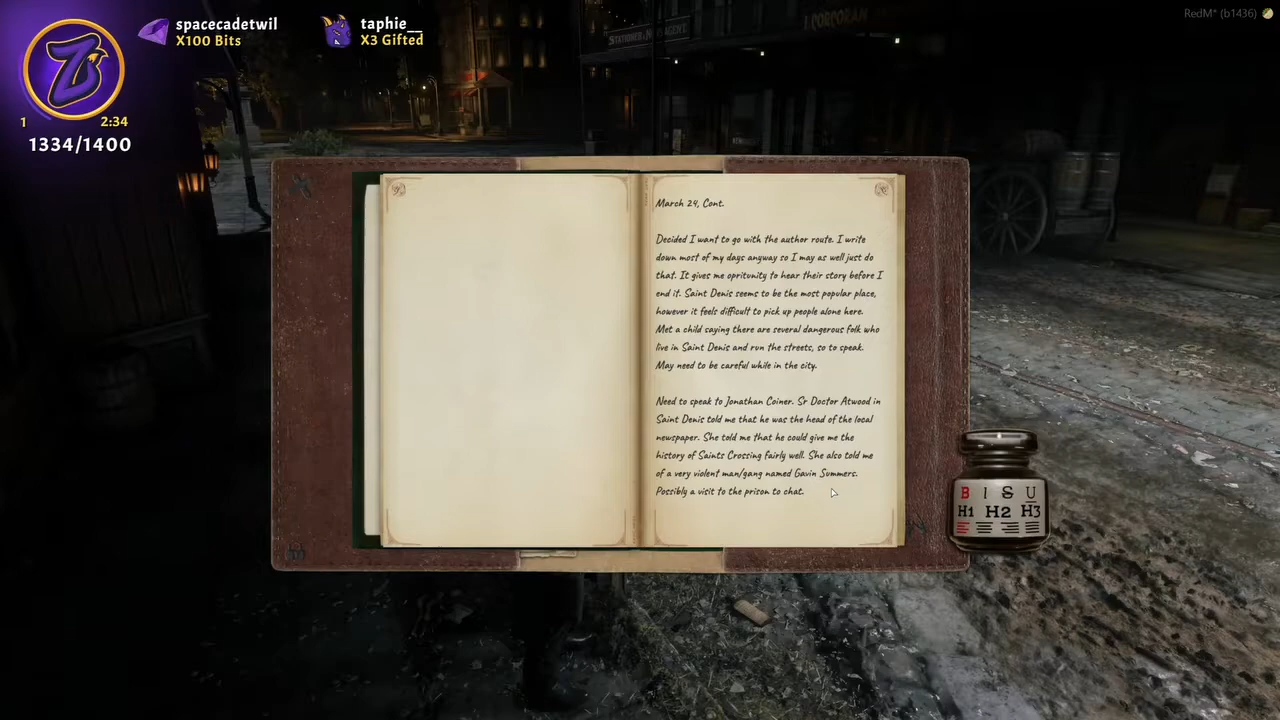 spacecadetwil
X100 Bits
taphie__
X3 Gifted
RedM* (b1436)
1
2:34
1334/1400
STATIONER & NEWSAGENT
J. CORCORAN
March 24, Cont.
Decided I want to go with the author route. I write
down most of my days anyway so I may as well just do
that. It gives me opritunity to hear their story before I
end it. Saint Denis seems to be the most popular place,
however it feels difficult to pick up people alone here.
Met a child saying there are several dangerous folk who
live in Saint Denis and run the streets, so to speak.
May need to be careful while in the city.
Need to speak to Jonathan Coiner. Sr Doctor Atwood in
Saint Denis told me that he was the head of the local
newspaper. She told me that he could give me the
history of Saints Crossing fairly well. She also told me
of a very violent man/gang named Gavin Summers.
Possibly a visit to the prison to chat.
B I S U
H1 H2 H3